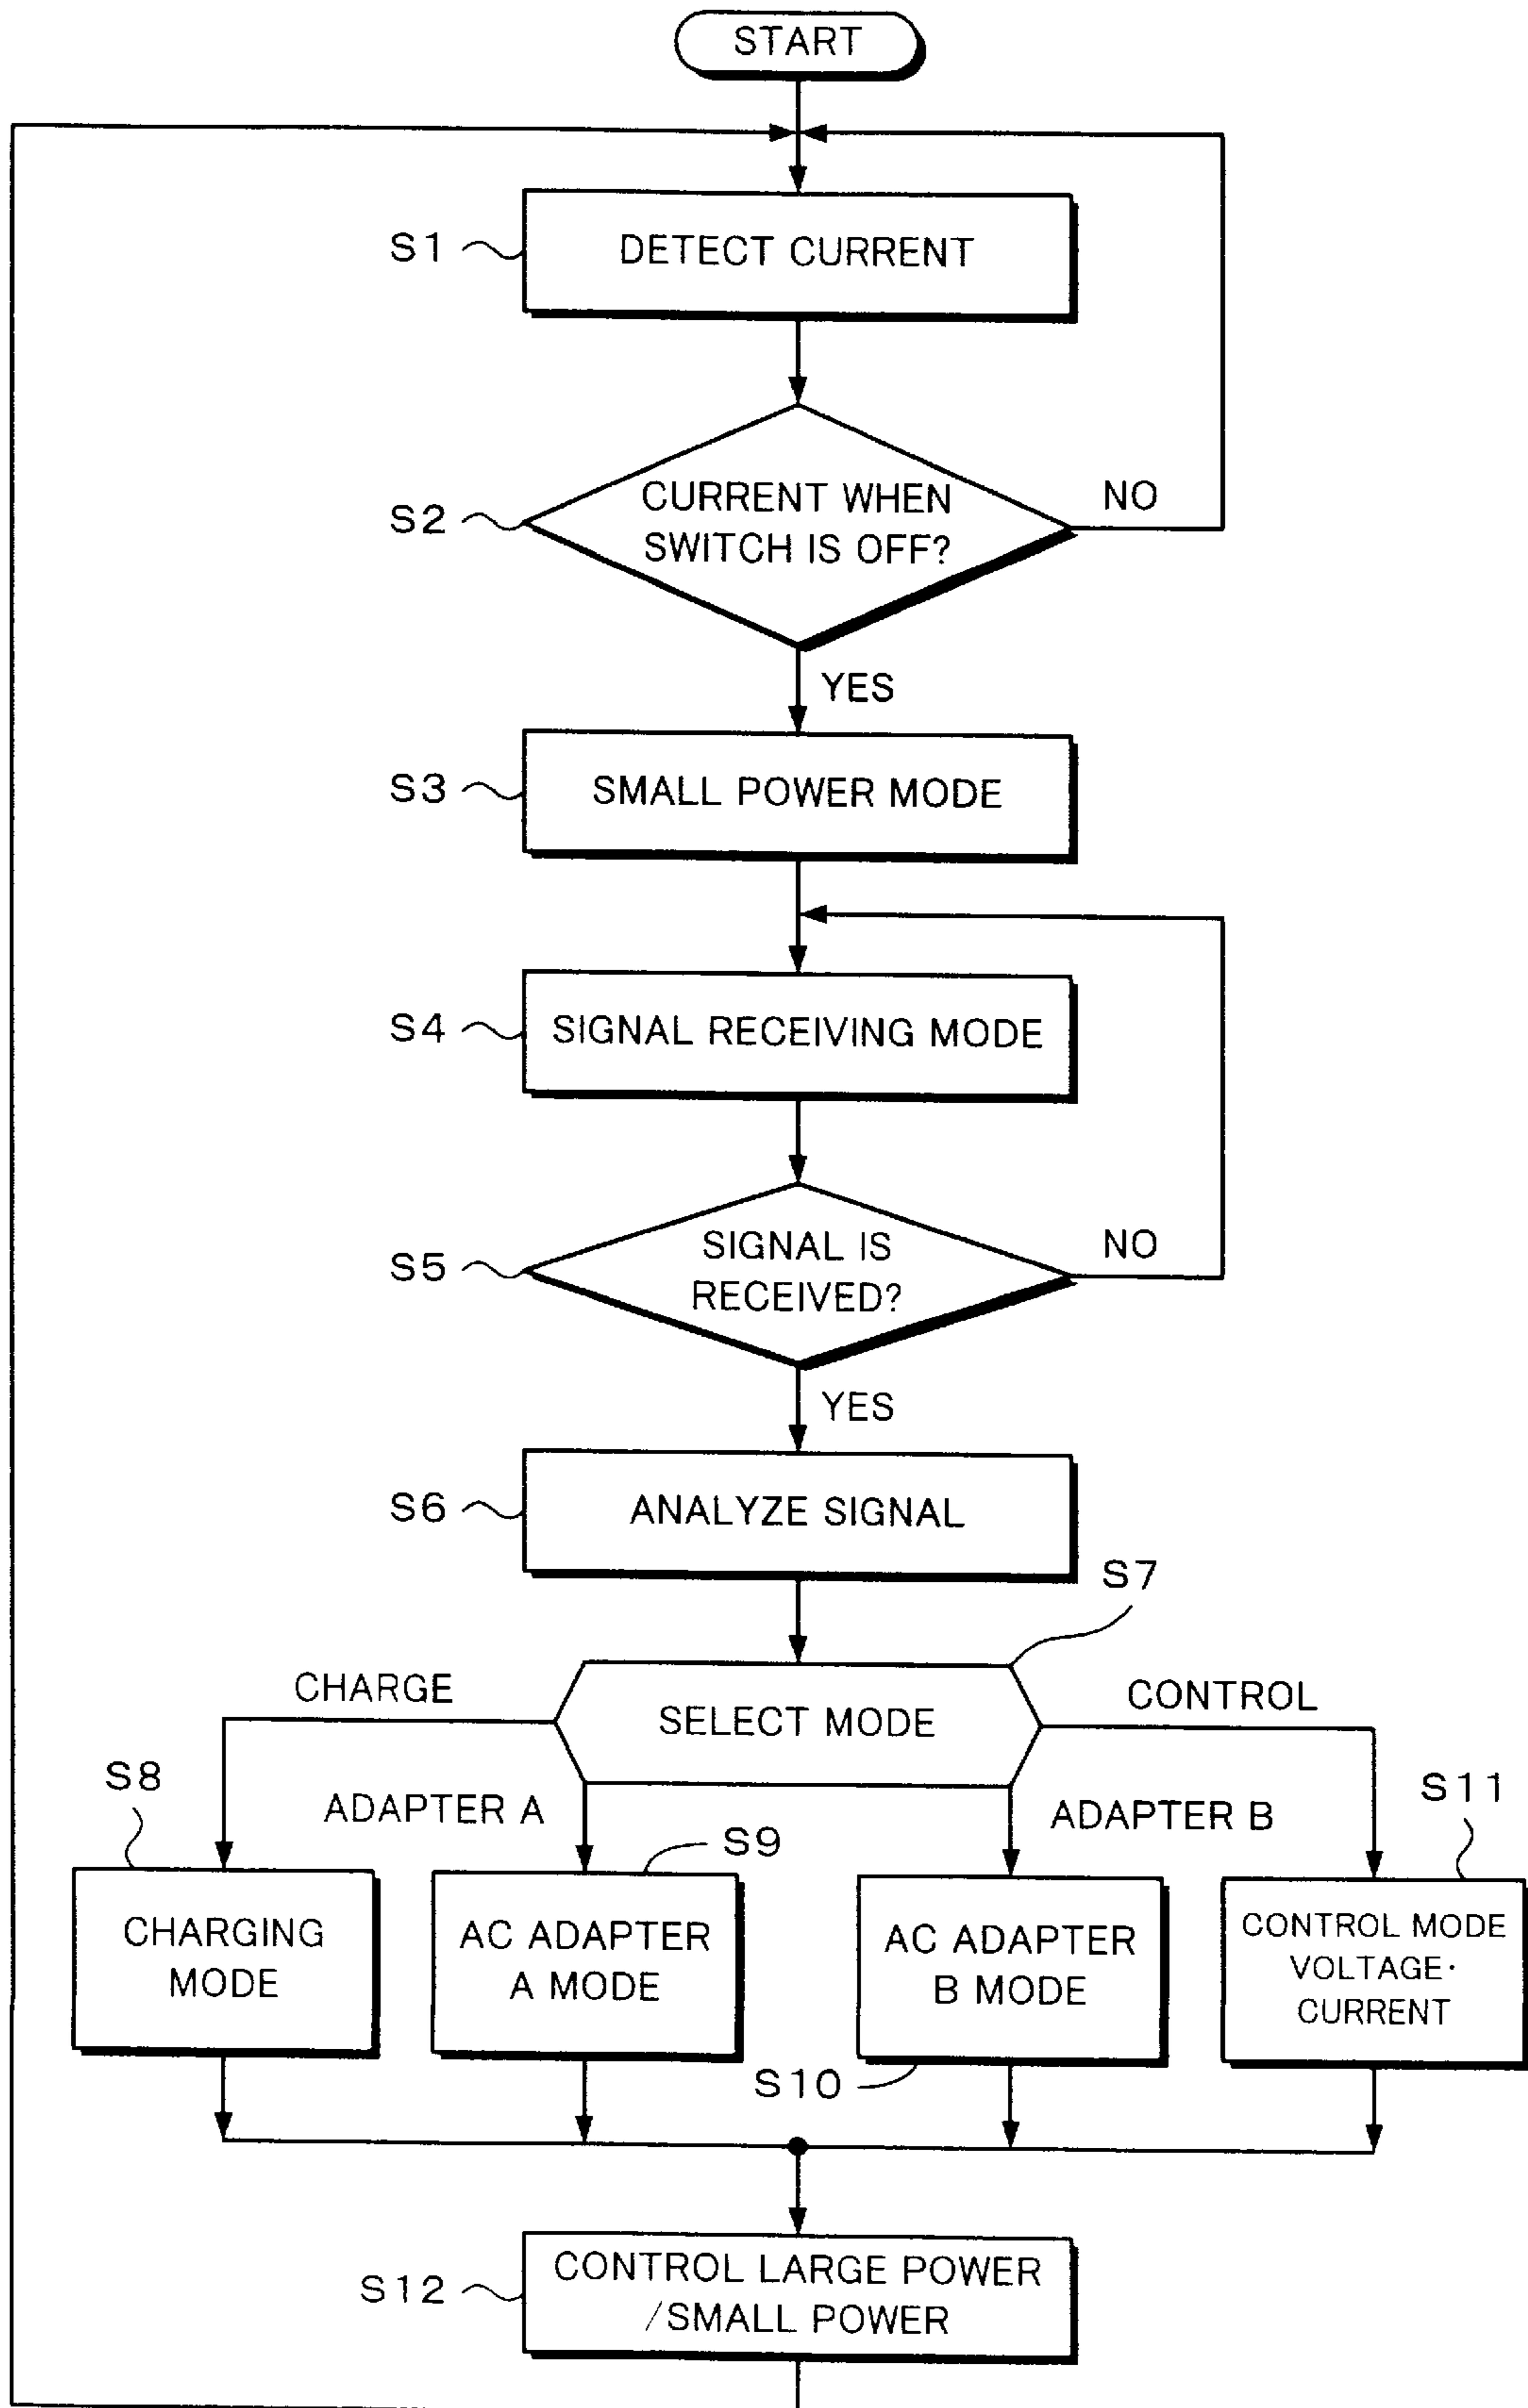 START
S1
DETECT CURRENT
S2
CURRENT WHEN
SWITCH IS OFF?
NO
YES
S3
SMALL POWER MODE
S4
SIGNAL RECEIVING MODE
S5
SIGNAL IS
RECEIVED?
NO
YES
S6
ANALYZE SIGNAL
S7
SELECT MODE
CHARGE
CONTROL
S8
ADAPTER A
S9
ADAPTER B
S11
CHARGING
MODE
AC ADAPTER
A MODE
AC ADAPTER
B MODE
CONTROL MODE
VOLTAGE·
CURRENT
S10
S12
CONTROL LARGE POWER
/SMALL POWER